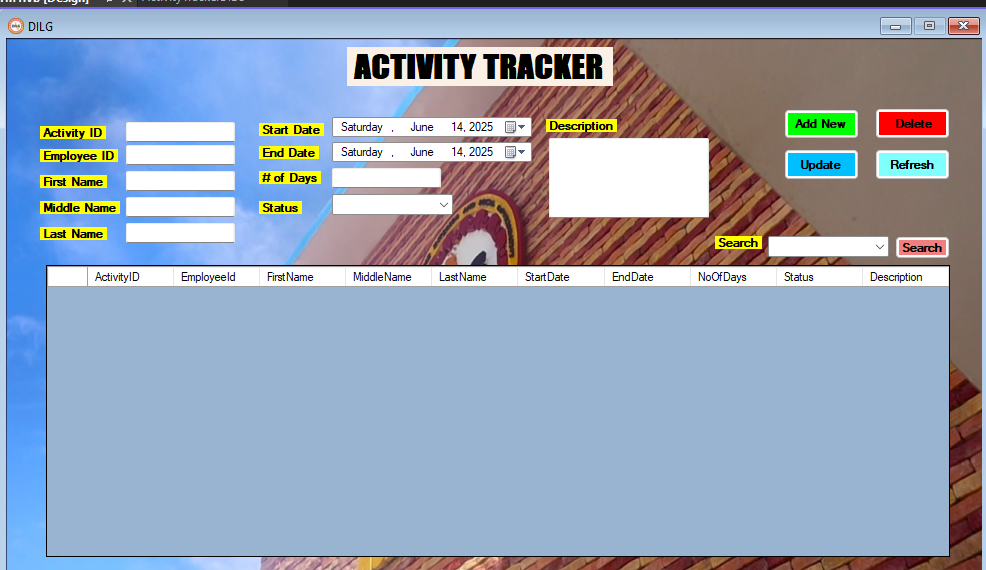 DILG
ACTIVITY TRACKER
Activity ID
Start Date
Saturday , June 14, 2025
Description
Add New
Delete
Employee ID
End Date
Saturday , June 14, 2025
First Name
# of Days
Update
Refresh
Middle Name
Status
Last Name
Search
Search
ActivityID EmployeeId FirstName MiddleName LastName StartDate EndDate NoOfDays Status Description